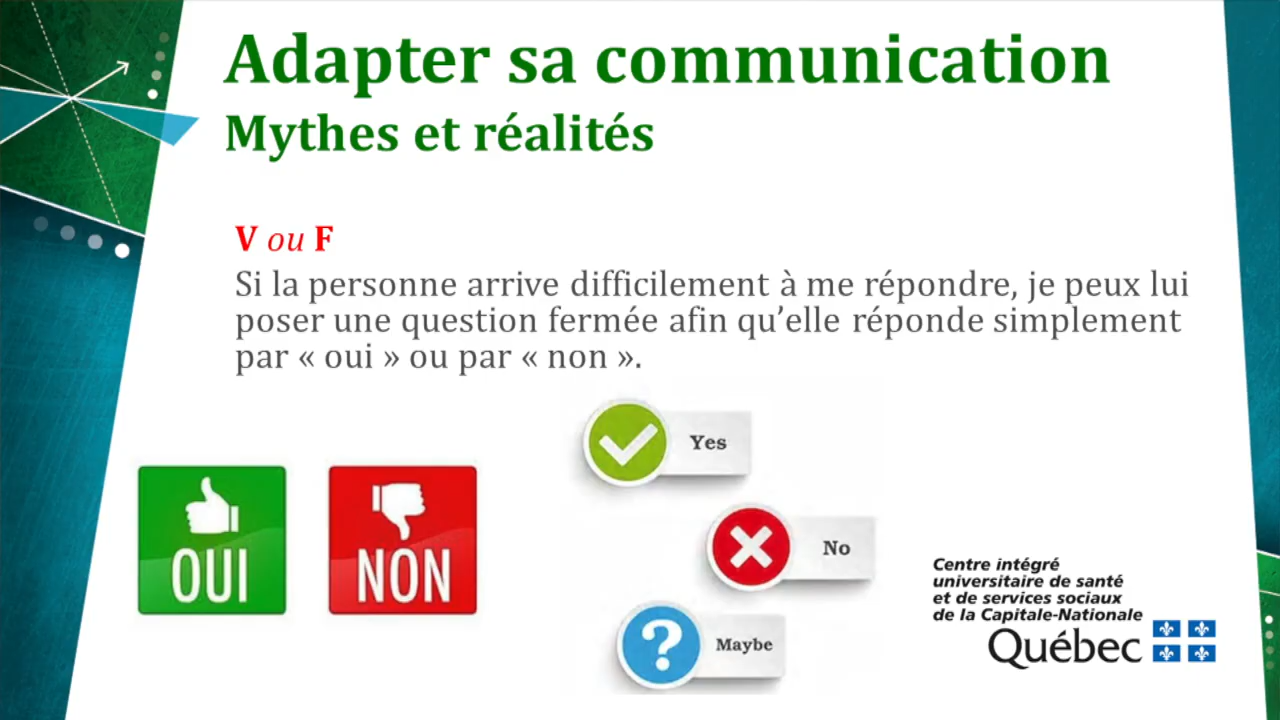 Adapter sa communication
Mythes et réalités
V ou F
Si la personne arrive difficilement à me répondre, je peux lui
poser une question fermée afin qu’elle réponde simplement
par « oui » ou par « non ».
Yes
OUI
NON
No
Maybe
Centre intégré
universitaire de santé
et de services sociaux
de la Capitale-Nationale
Québec